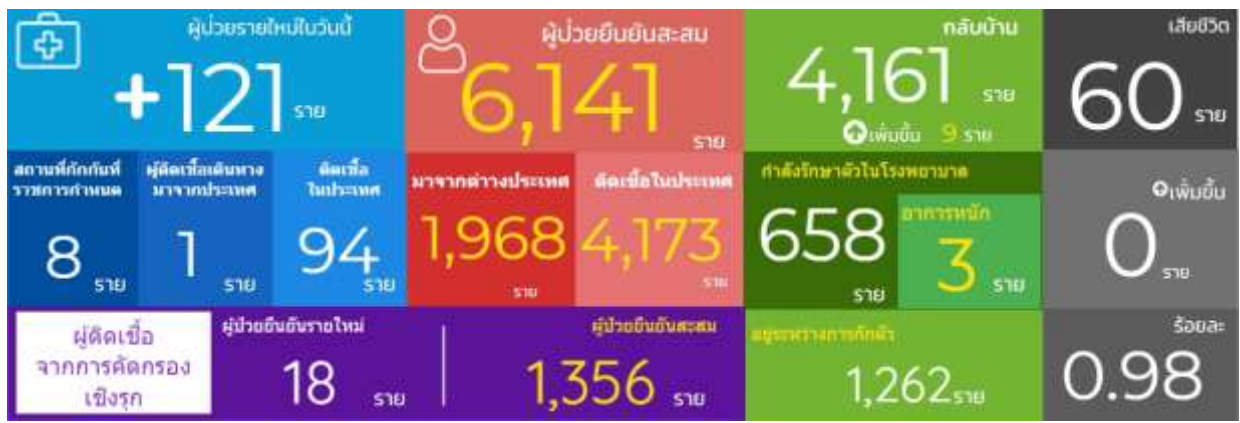 ผู้ป่วยรายใหม่ในวันนี้
+121 ราย
ผู้ป่วยยืนยันสะสม
6,141
ราย
กลับบ้าน
4,161 ราย
เพิ่มขึ้น 9 ราย
เสียชีวิต
60 ราย
สถานที่กักกันที่
ราชการกำหนด
8 ราย
ผู้ติดเชื้อเดินทาง
มาจากประเทศ
1 ราย
ติดเชื้อ
ในประเทศ
94 ราย
มาจากต่างประเทศ
1,968
ราย
ติดเชื้อในประเทศ
4,173
ราย
กำลังรักษาตัวในโรงพยาบาล
658
ราย
อาการหนัก
3 ราย
เพิ่มขึ้น
0 ราย
ผู้ติดเชื้อ
จากการคัดกรอง
เชิงรุก
ผู้ป่วยยืนยันรายใหม่
18 ราย
ผู้ป่วยยืนยันสะสม
1,356 ราย
อยู่ระหว่างการกักตัว
1,262 ราย
ร้อยละ
0.98